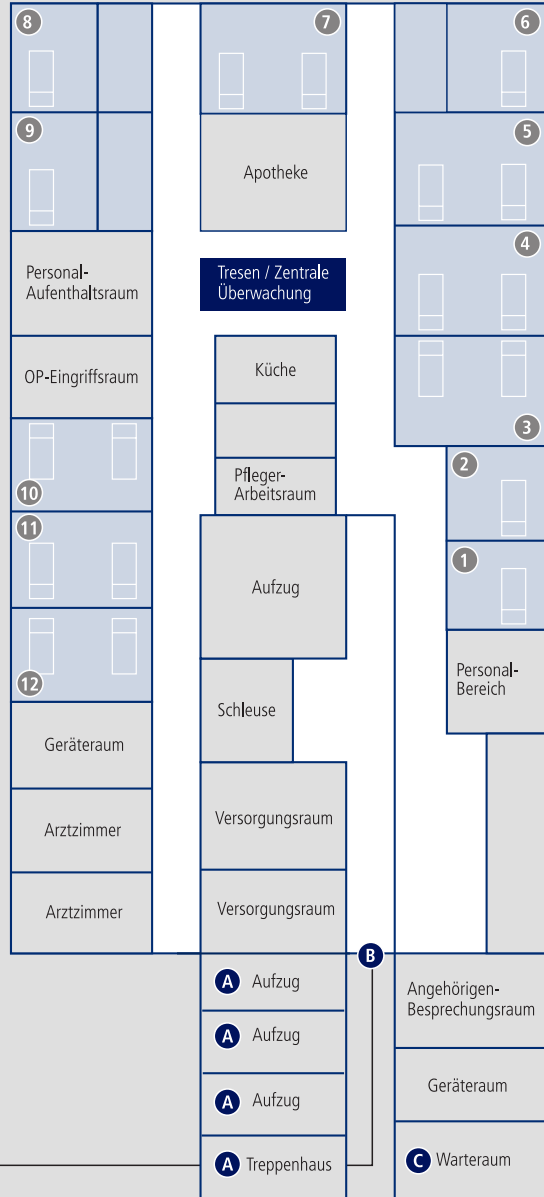 8
7
6
9
5
Apotheke
4
Personal-
Aufenthaltsraum
Tresen / Zentrale
Überwachung
OP-Eingriffsraum
Küche
3
Pfleger-
Arbeitsraum
2
10
11
1
Aufzug
12
Personal-
Bereich
Schleuse
Geräteraum
Versorgungsraum
Arztzimmer
Arztzimmer
Versorgungsraum
B
A Aufzug
Angehörigen-
Besprechungsraum
A Aufzug
Geräteraum
A Aufzug
A Treppenhaus
C Warteraum